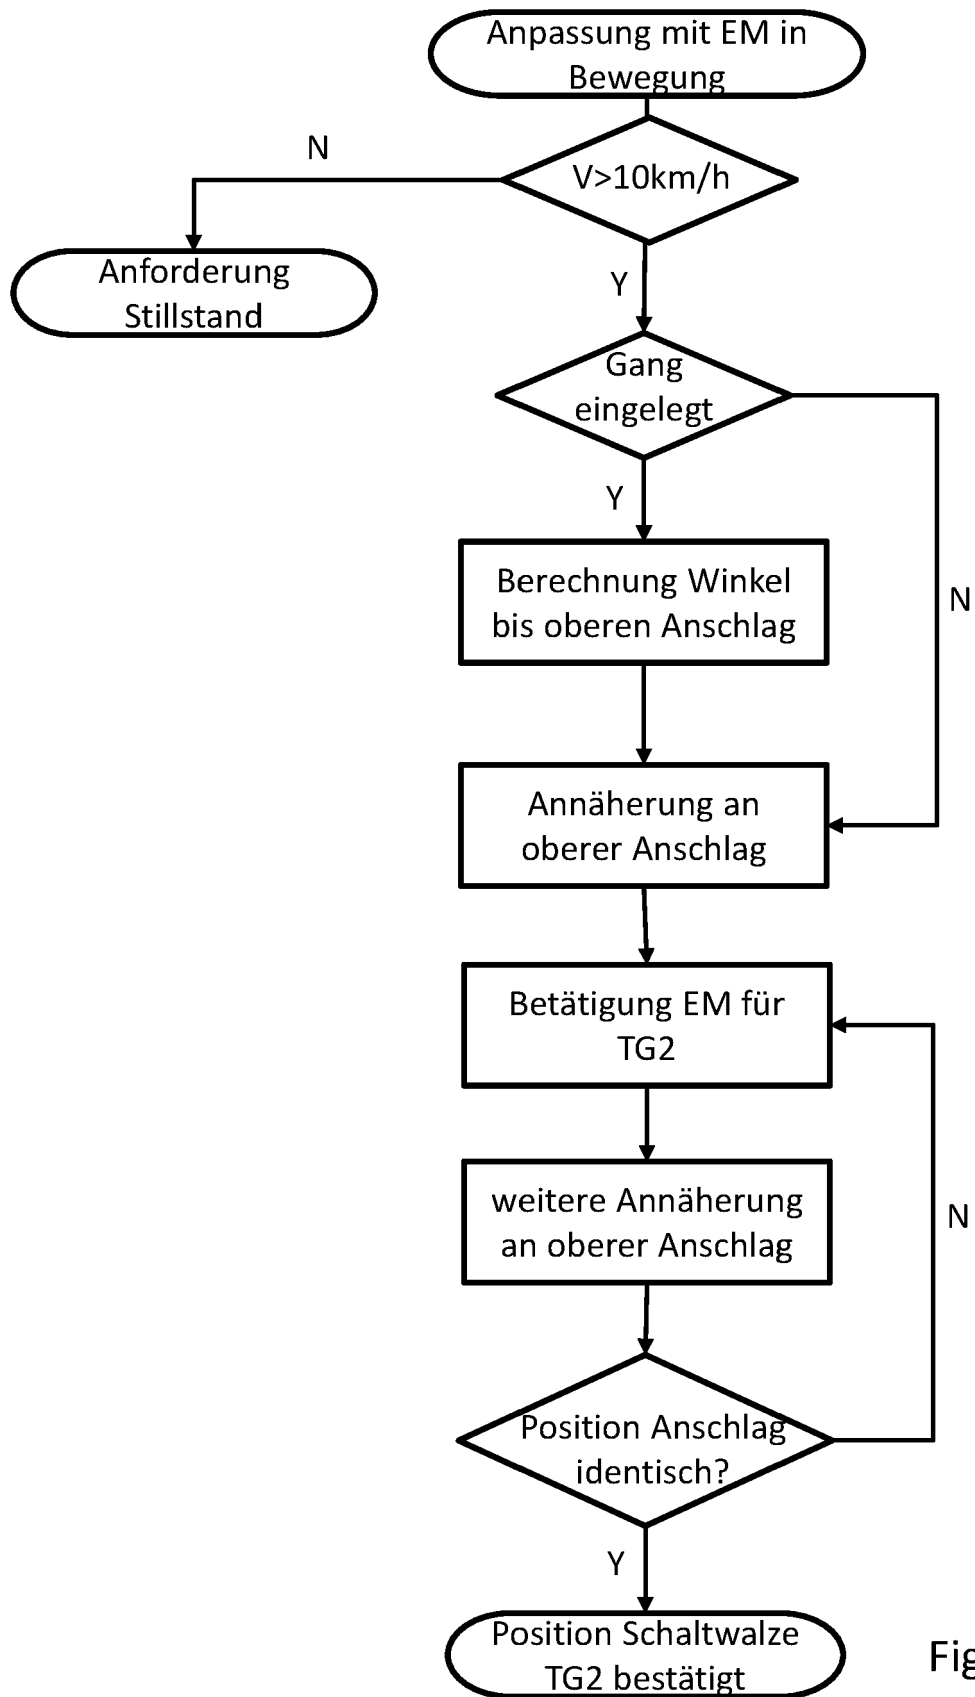 Anpassung mit EM in
Bewegung
V>10km/h
N
Anforderung
Stillstand
Y
Gang
eingelegt
Y
N
Berechnung Winkel
bis oberen Anschlag
Annäherung an
oberer Anschlag
Betätigung EM für
TG2
weitere Annäherung
an oberer Anschlag
N
Position Anschlag
identisch?
Y
Position Schaltwalze
TG2 bestätigt
Fig